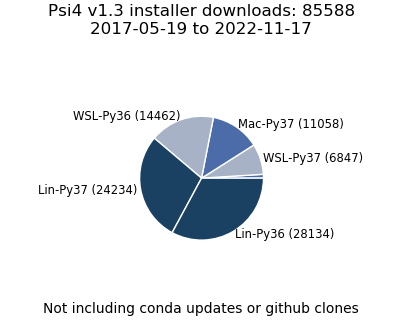 Psi4 v1.3 installer downloads: 85588
2017-05-19 to 2022-11-17
WSL-Py36 (14462)
Mac-Py37 (11058)
WSL-Py37 (6847)
Lin-Py37 (24234)
Lin-Py36 (28134)
Not including conda updates or github clones